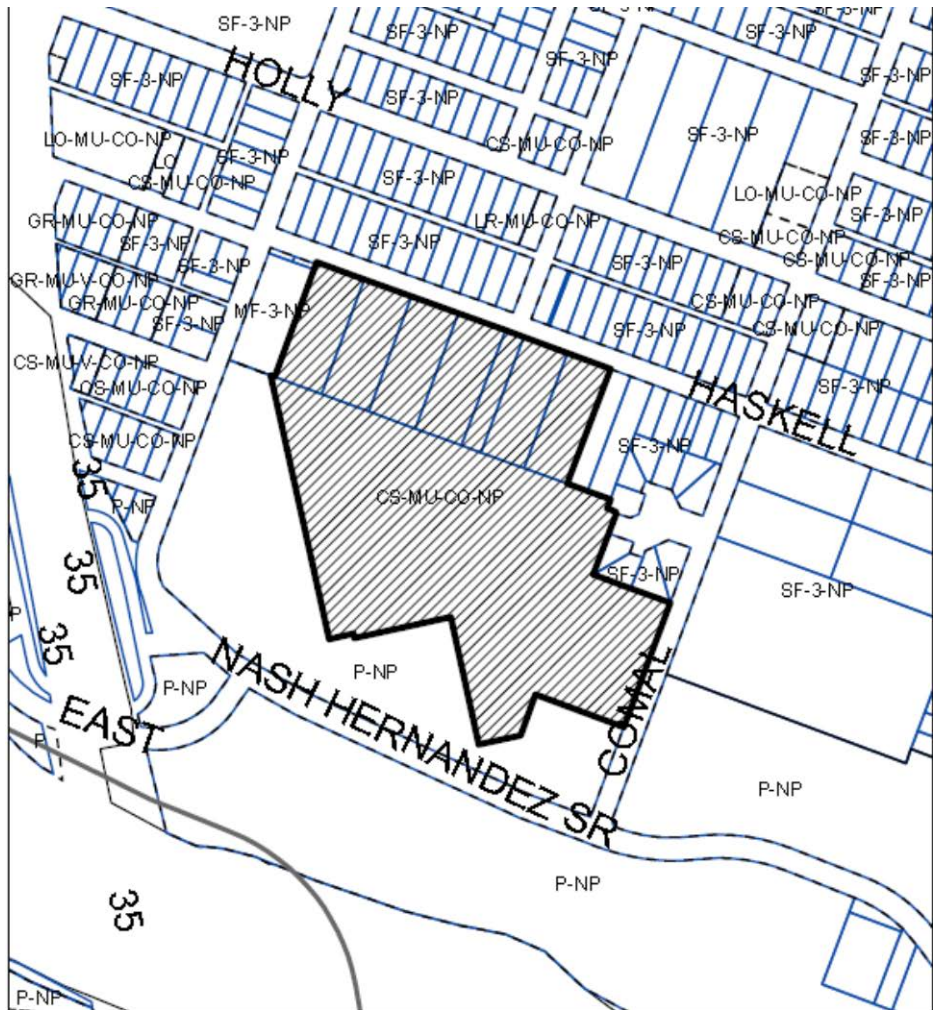 SF-3-NP
SF-3-NP
SF-3-NP
SF-3-NP
SF-3-NP
HOLLY
SF-3-NP
SF-3-NP
SF-3-NP
SF-3-NP
LO-MU-CO-NP
LO
CS-MU-CO-NP
SF-3-NP
SF-3-NP
CS-MU-CO-NP
SF-3-NP
SF-3-NP
LO-MU-CO-NP
GR-MU-CO-NP
SF-3-NP
SF-3-NP
SF-3-NP
LR-MU-CO-NP
CS-MU-CO-NP
SF-3-NP
CS-MU-CO-NP
SF-3-NP
GR-MU-V-CO-NP
GR-MU-CO-NP
SF-3-NP
MF-3-NP
SF-3-NP
CS-MU-CO-NP
SF-3-NP
CS-MU-CO-NP
CS-MU-V-CO-NP
CS-MU-CO-NP
HASKELL
SF-3-NP
CS-MU-CO-NP
SF-3-NP
35
P-NP
CS-MU-CO-NP
35
SF-3-NP
SF-3-NP
P
35
NASH HERNANDEZ SR
P-NP
P-NP
COMAL
EAST
P
P-NP
P-NP
35
P-NP